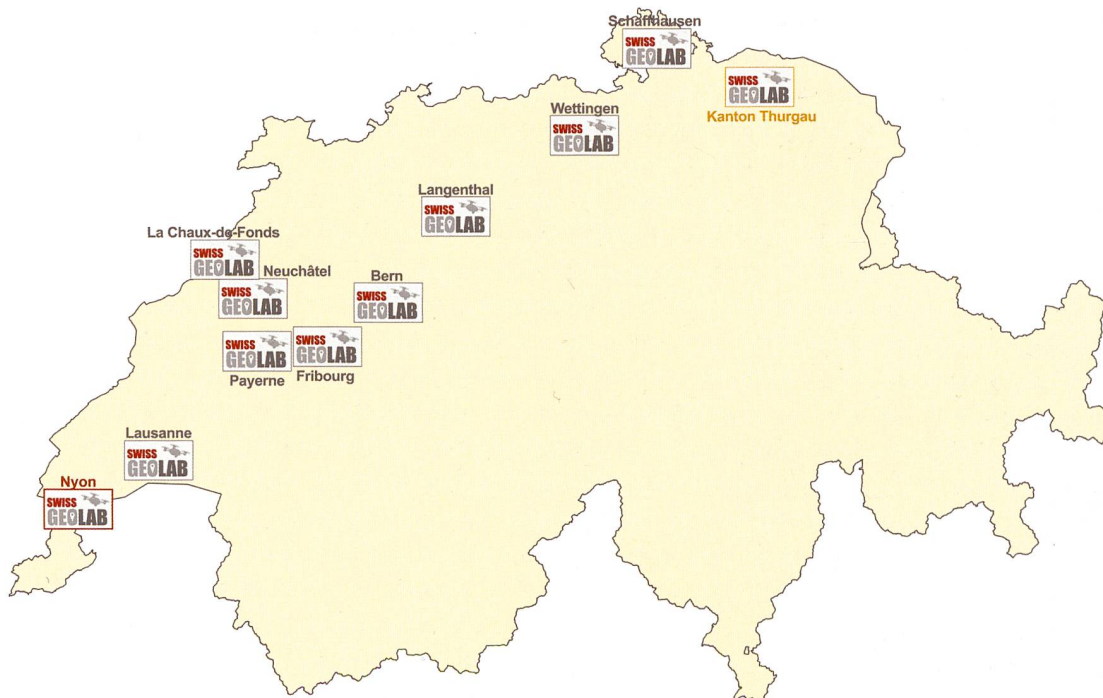 Schaffhausen
SWISS
GEOLAB
SWISS
GEOLAB
Kanton Thurgau
Wettingen
SWISS
GEOLAB
Langenthal
SWISS
GEOLAB
La Chaux-de-Fonds
SWISS
GEOLAB
Neuchâtel
SWISS
GEOLAB
Bern
SWISS
GEOLAB
SWISS
GEOLAB
Payerne
SWISS
GEOLAB
Fribourg
Lausanne
SWISS
GEOLAB
Nyon
SWISS
GEOLAB